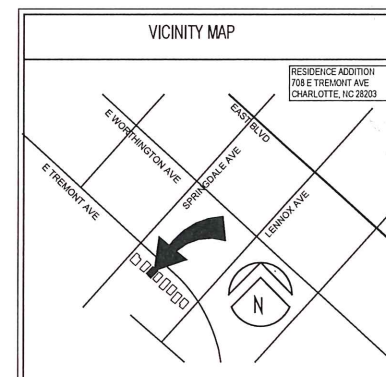 VICINITY MAP
RESIDENCE ADDITION
708 E TREMONT AVE
CHARLOTTE, NC 28203
EAST BLVD
E WORTHINGTON AVE
SPRINGDALE AVE
E TREMONT AVE
LENNOX AVE
N